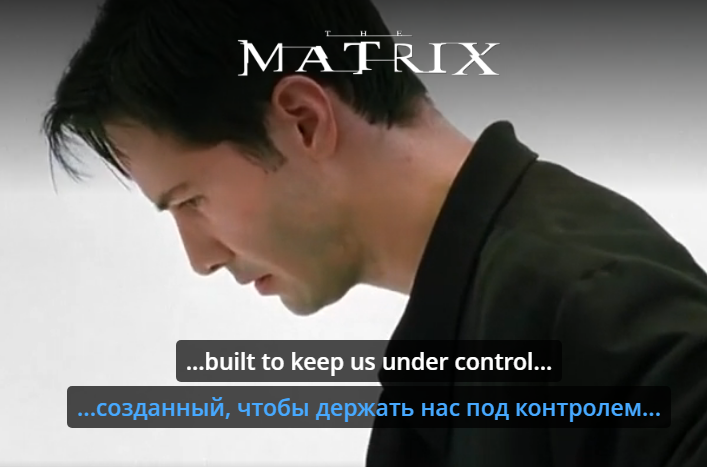 THE
MATRIX
...built to keep us under control...
...созданный, чтобы держать нас под контролем...